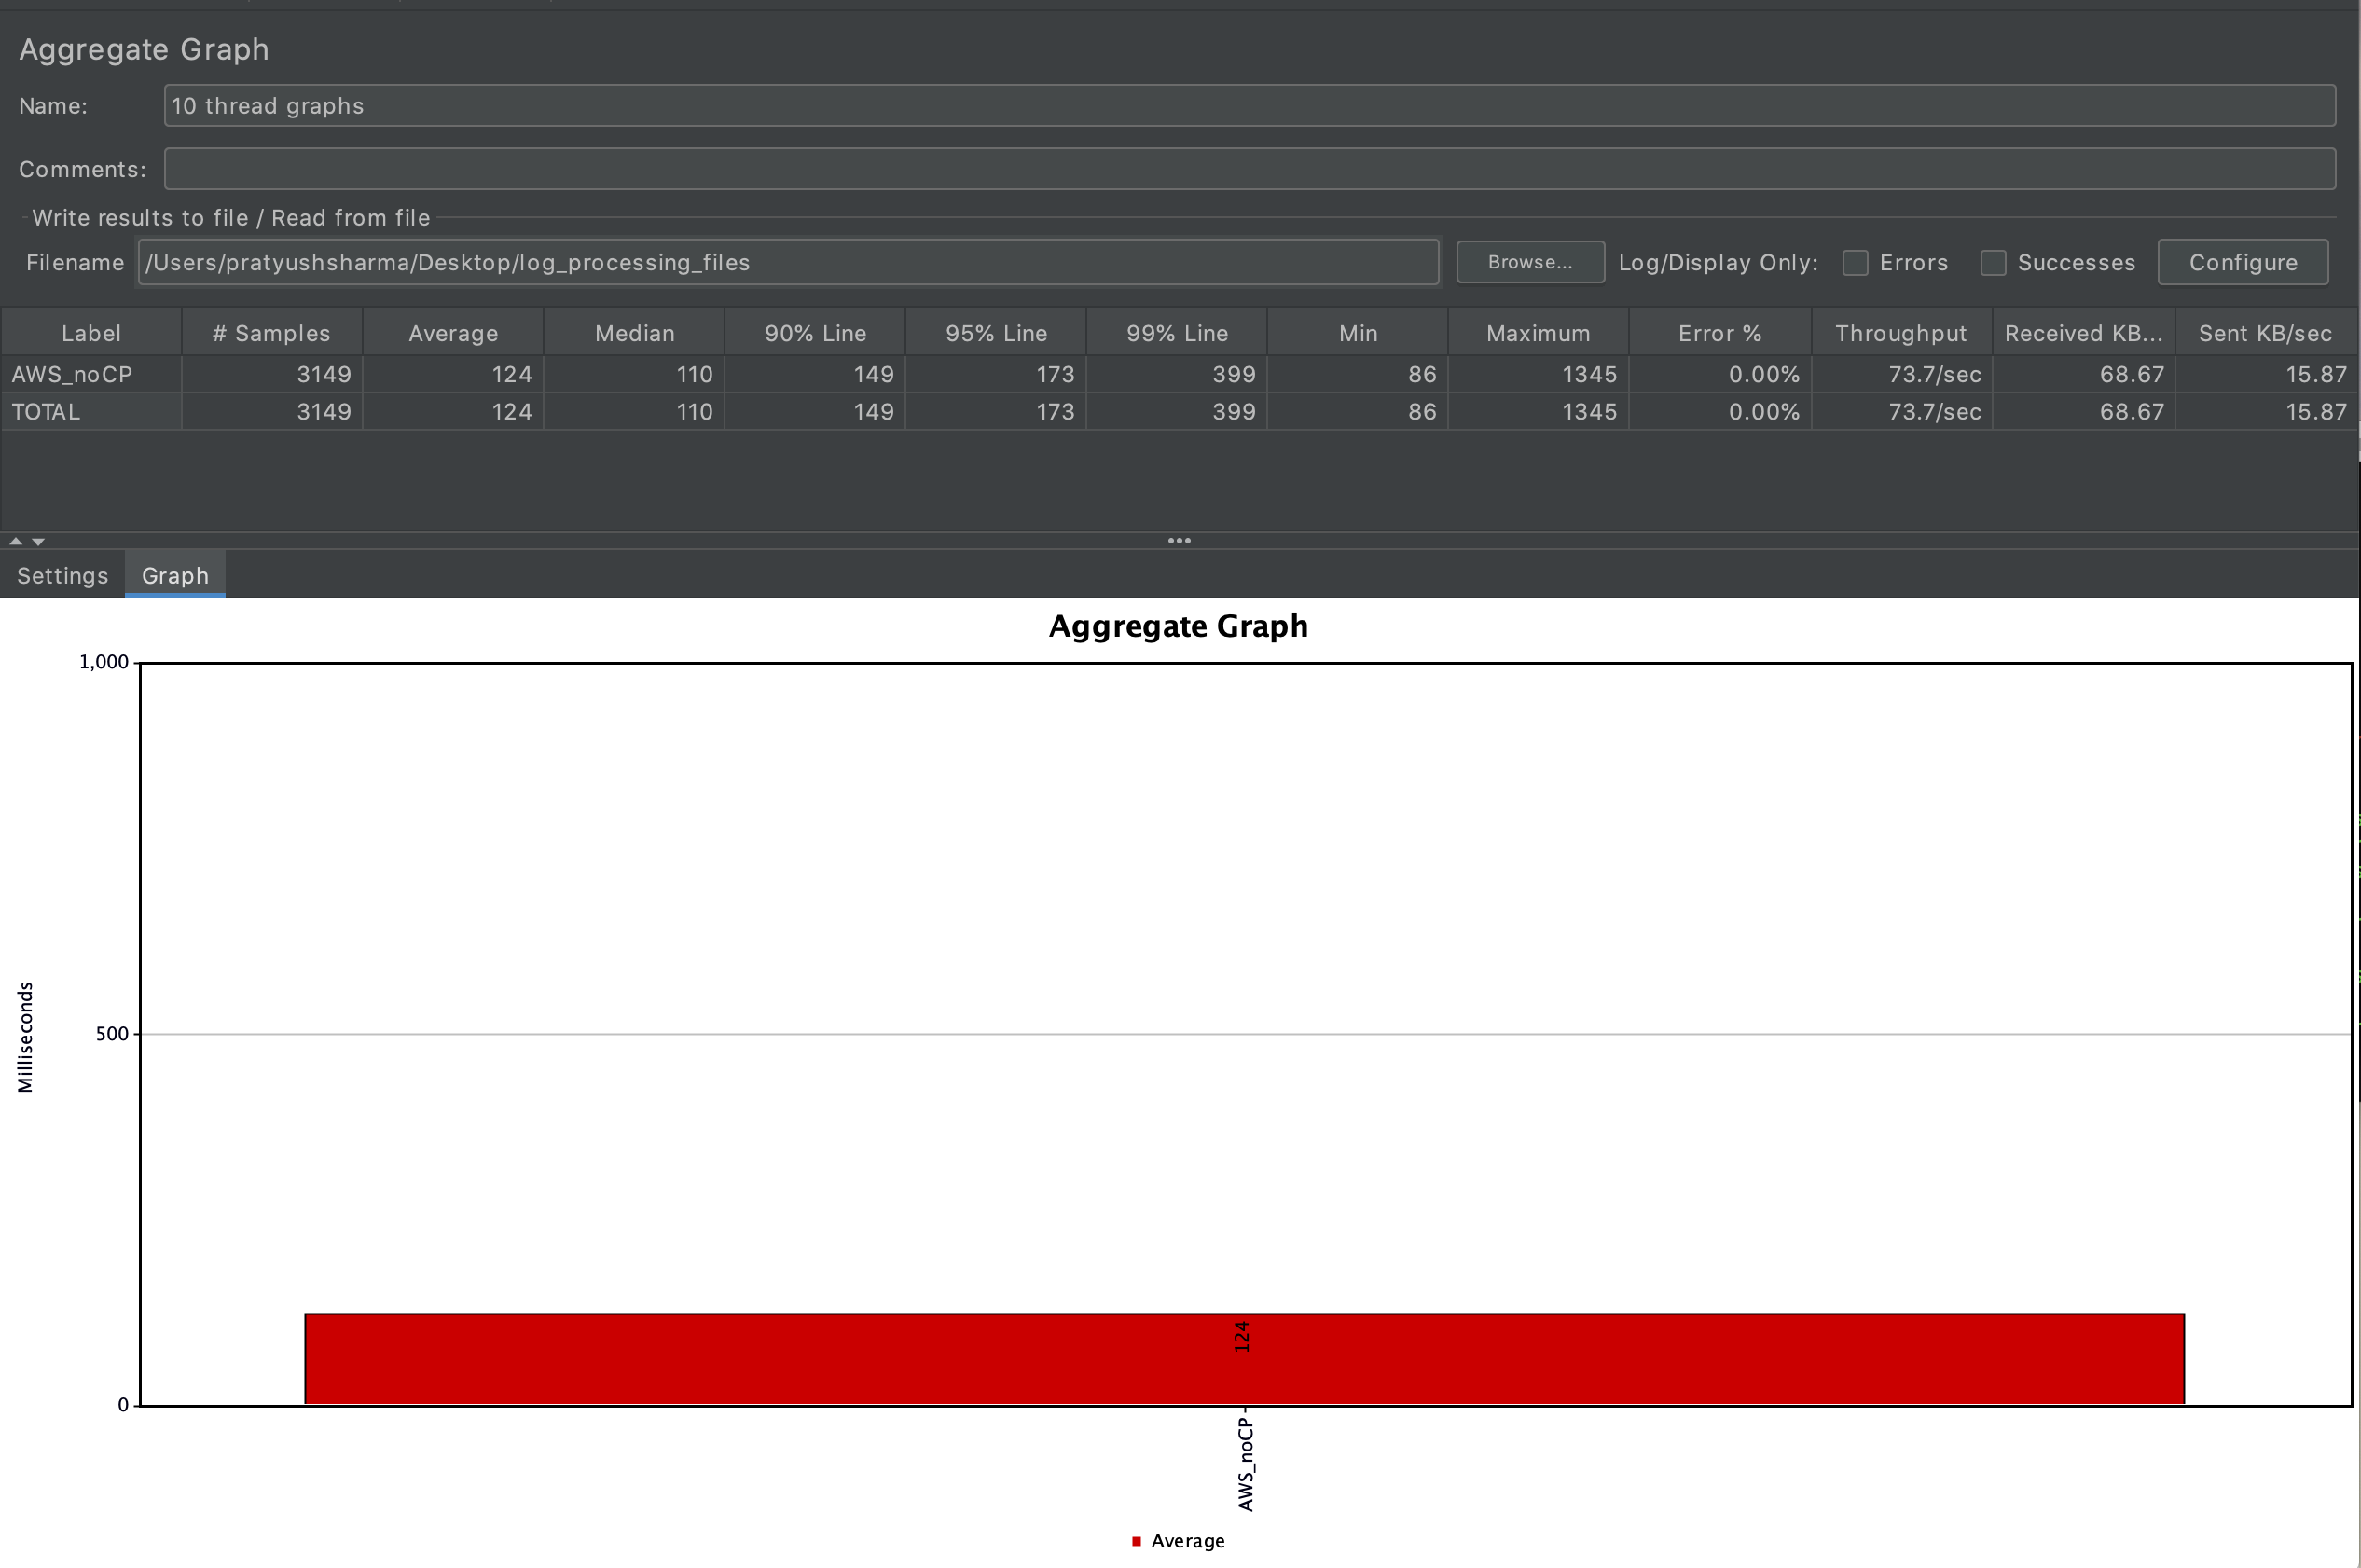 Aggregate Graph
Name: 10 thread graphs
Comments:
Write results to file / Read from file
Filename /Users/pratyushsharma/Desktop/log_processing_files Browse... Log/Display Only: Errors Successes Configure
Label # Samples Average Median 90% Line 95% Line 99% Line Min Maximum Error % Throughput Received KB... Sent KB/sec
AWS_noCP 3149 124 110 149 173 399 86 1345 0.00% 73.7/sec 68.67 15.87
TOTAL 3149 124 110 149 173 399 86 1345 0.00% 73.7/sec 68.67 15.87
Settings Graph
Aggregate Graph
1,000
Milliseconds
500
124
0
AWS_noCP
Average